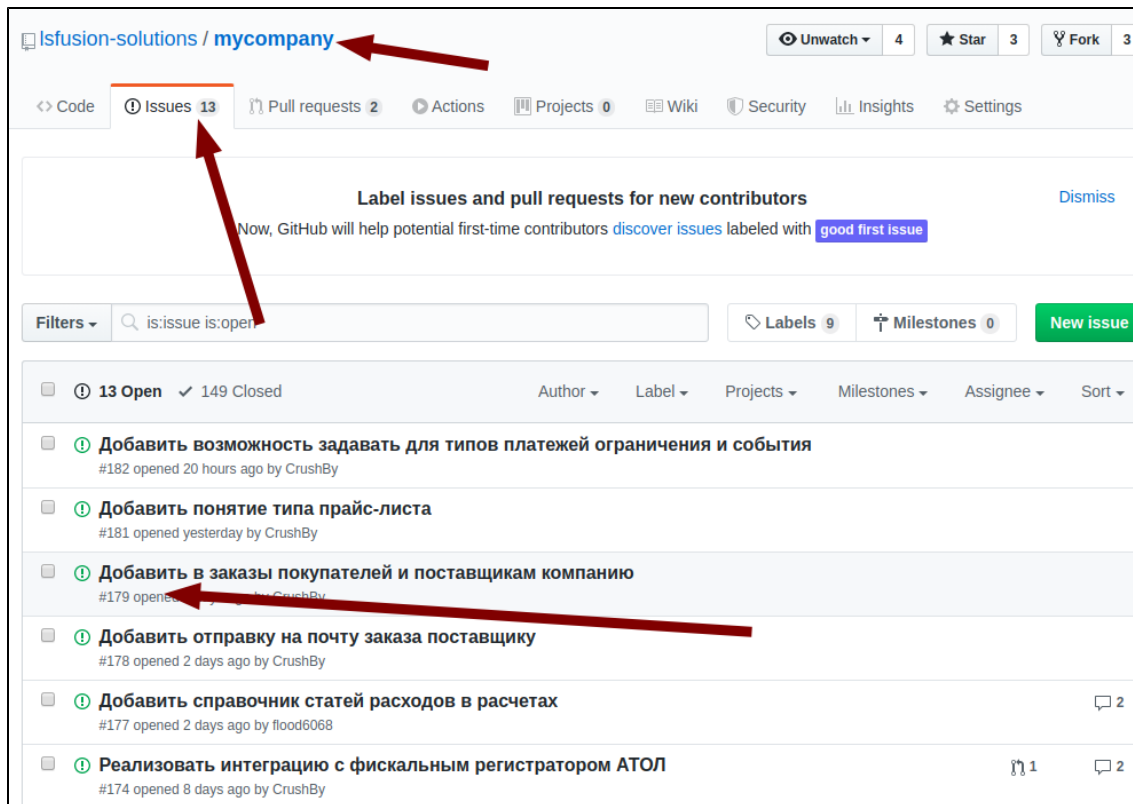 lsfusion-solutions / mycompany
Unwatch 4 Star 3 Fork 3
Code Issues 13 Pull requests 2 Actions Projects 0 Wiki Security Insights Settings
Label issues and pull requests for new contributors
Dismiss
Now, GitHub will help potential first-time contributors discover issues labeled with good first issue
Filters is:issue is:open Labels 9 Milestones 0 New issue
13 Open 149 Closed Author Label Projects Milestones Assignee Sort
Добавить возможность задавать для типов платежей ограничения и события
#182 opened 20 hours ago by CrushBy
Добавить понятие типа прайс-листа
#181 opened yesterday by CrushBy
Добавить в заказы покупателей и поставщикам компанию
#179 opened by CrushBy
Добавить отправку на почту заказа поставщику
#178 opened 2 days ago by CrushBy
Добавить справочник статей расходов в расчетах
2
#177 opened 2 days ago by flood6068
Реализовать интеграцию с фискальным регистратором АТОЛ
1 2
#174 opened 8 days ago by CrushBy